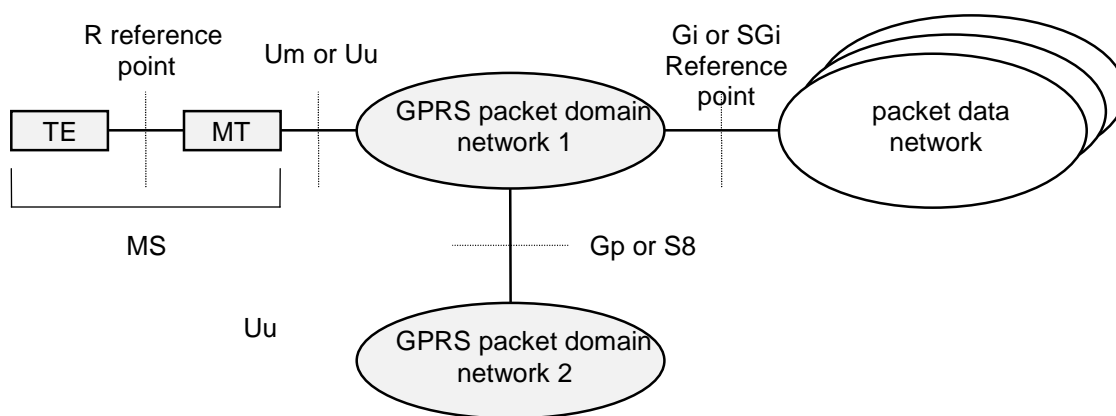 R reference
point
Um or Uu
Gi or SGi
Reference
point
TE
MT
GPRS packet domain
network 1
packet data
network
MS
Gp or S8
Uu
GPRS packet domain
network 2